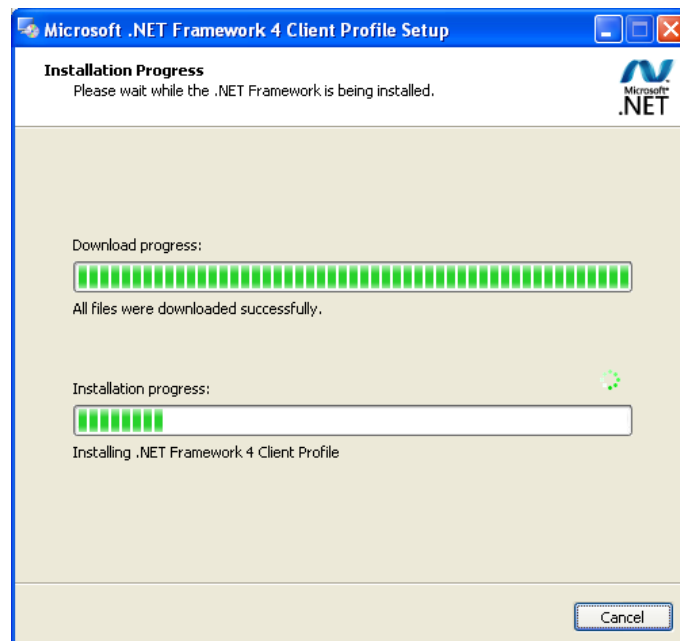 Microsoft .NET Framework 4 Client Profile Setup
Installation Progress
Please wait while the .NET Framework is being installed.
Microsoft®
.NET
Download progress:
All files were downloaded successfully.
Installation progress:
Installing .NET Framework 4 Client Profile
Cancel